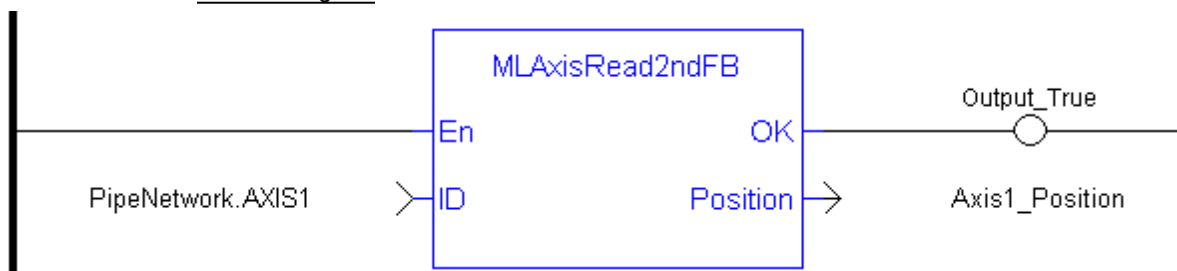 MLAxisRead2ndFB
Output_True
En OK
PipeNetwork.AXIS1 ID Position Axis1_Position